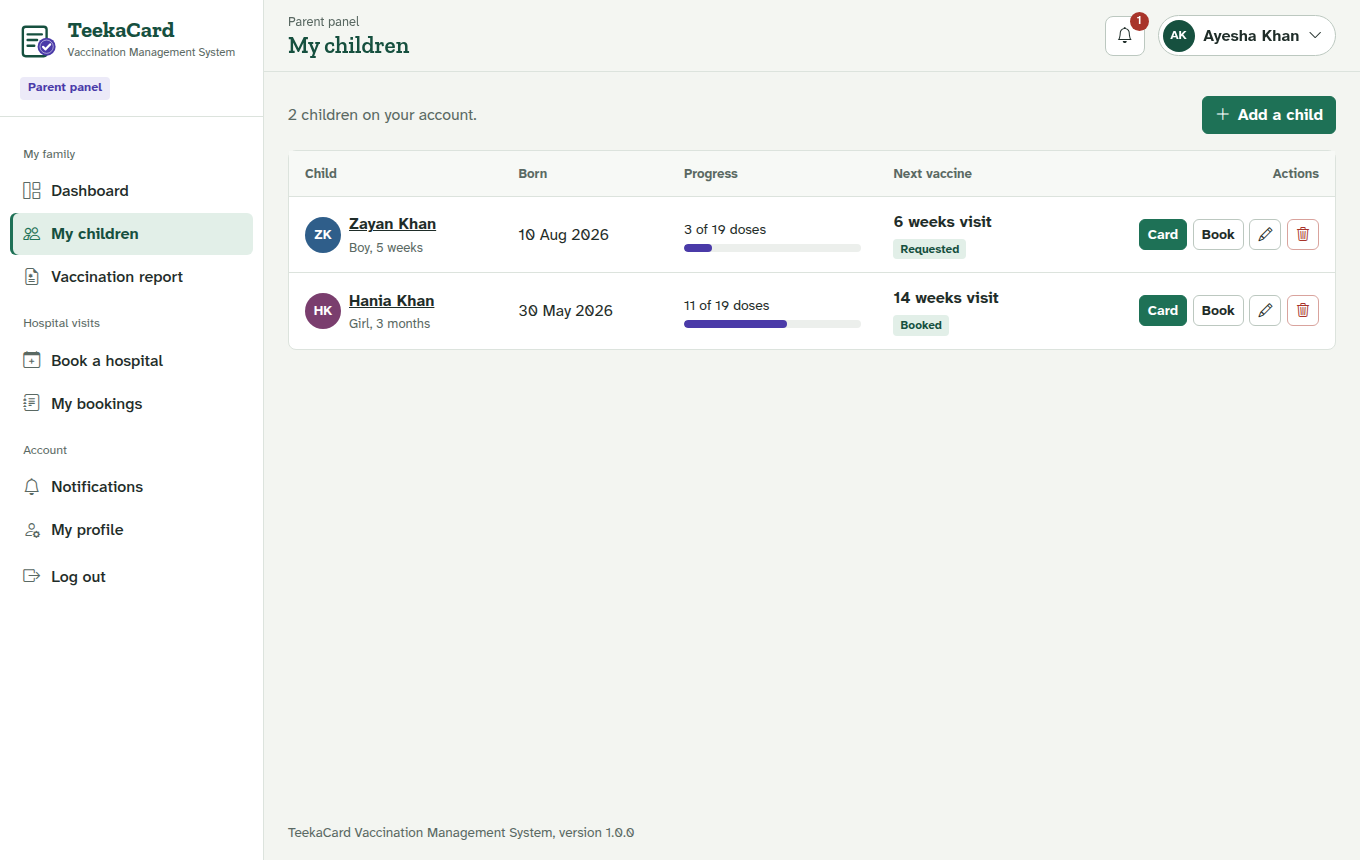 TeekaCard
Vaccination Management System
Parent panel
My family
Dashboard
My children
Vaccination report
Hospital visits
Book a hospital
My bookings
Account
Notifications
My profile
Log out
Parent panel
My children
1
AK Ayesha Khan
2 children on your account.
+ Add a child
Child Born Progress Next vaccine Actions
ZK Zayan Khan
Boy, 5 weeks
10 Aug 2026
3 of 19 doses
6 weeks visit
Requested
Card Book
HK Hania Khan
Girl, 3 months
30 May 2026
11 of 19 doses
14 weeks visit
Booked
Card Book
TeekaCard Vaccination Management System, version 1.0.0